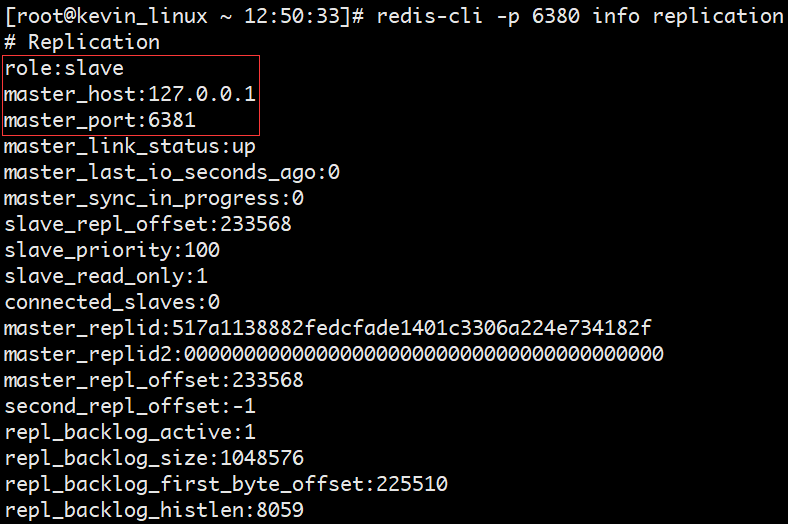 [root@kevin_linux ~ 12:50:33]# redis-cli -p 6380 info replication
# Replication
role:slave
master_host:127.0.0.1
master_port:6381
master_link_status:up
master_last_io_seconds_ago:0
master_sync_in_progress:0
slave_repl_offset:233568
slave_priority:100
slave_read_only:1
connected_slaves:0
master_replid:517a1138882fedcfade1401c3306a224e734182f
master_replid2:0000000000000000000000000000000000000000
master_repl_offset:233568
second_repl_offset:-1
repl_backlog_active:1
repl_backlog_size:1048576
repl_backlog_first_byte_offset:225510
repl_backlog_histlen:8059